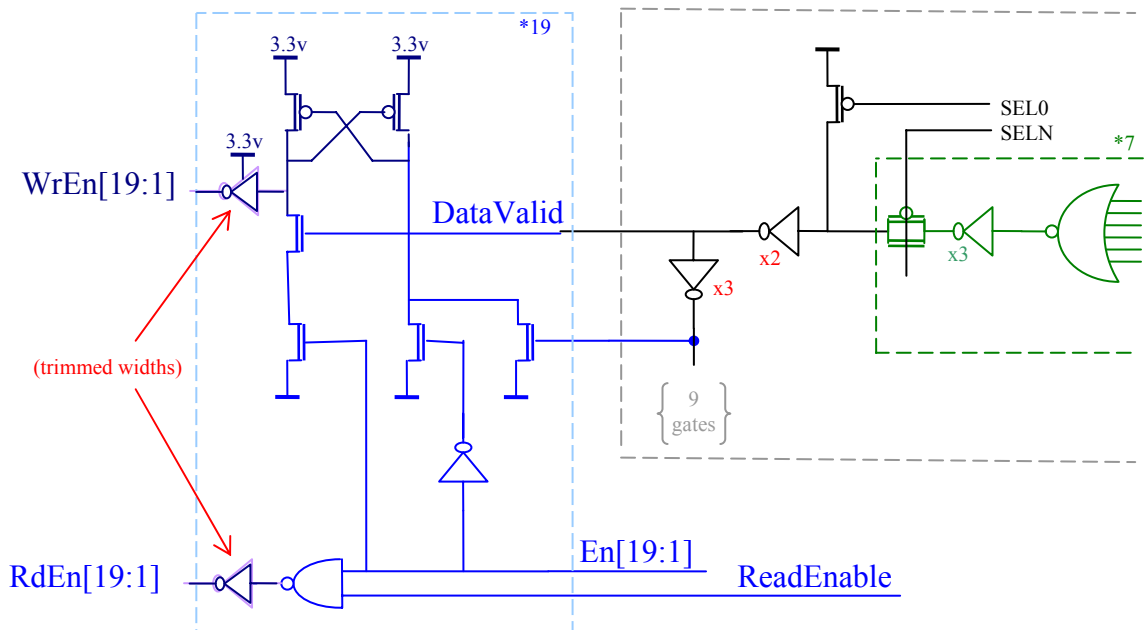 *19
3.3v
3.3v
SEL0
SELN
3.3v
*7
WrEn[19:1]
DataValid
x2
x3
x3
(trimmed widths)
9
gates
En[19:1]
RdEn[19:1]
ReadEnable